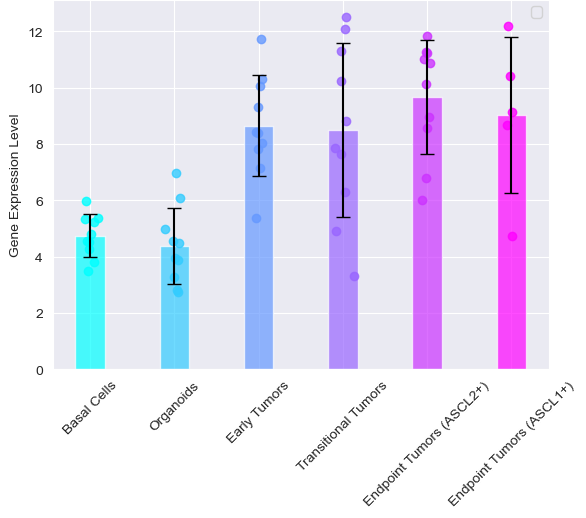 Gene Expression Level
12
10
8
6
4
2
0
Basal Cells
Organoids
Early Tumors
Transitional Tumors
Endpoint Tumors (ASCL2+)
Endpoint Tumors (ASCL1+)